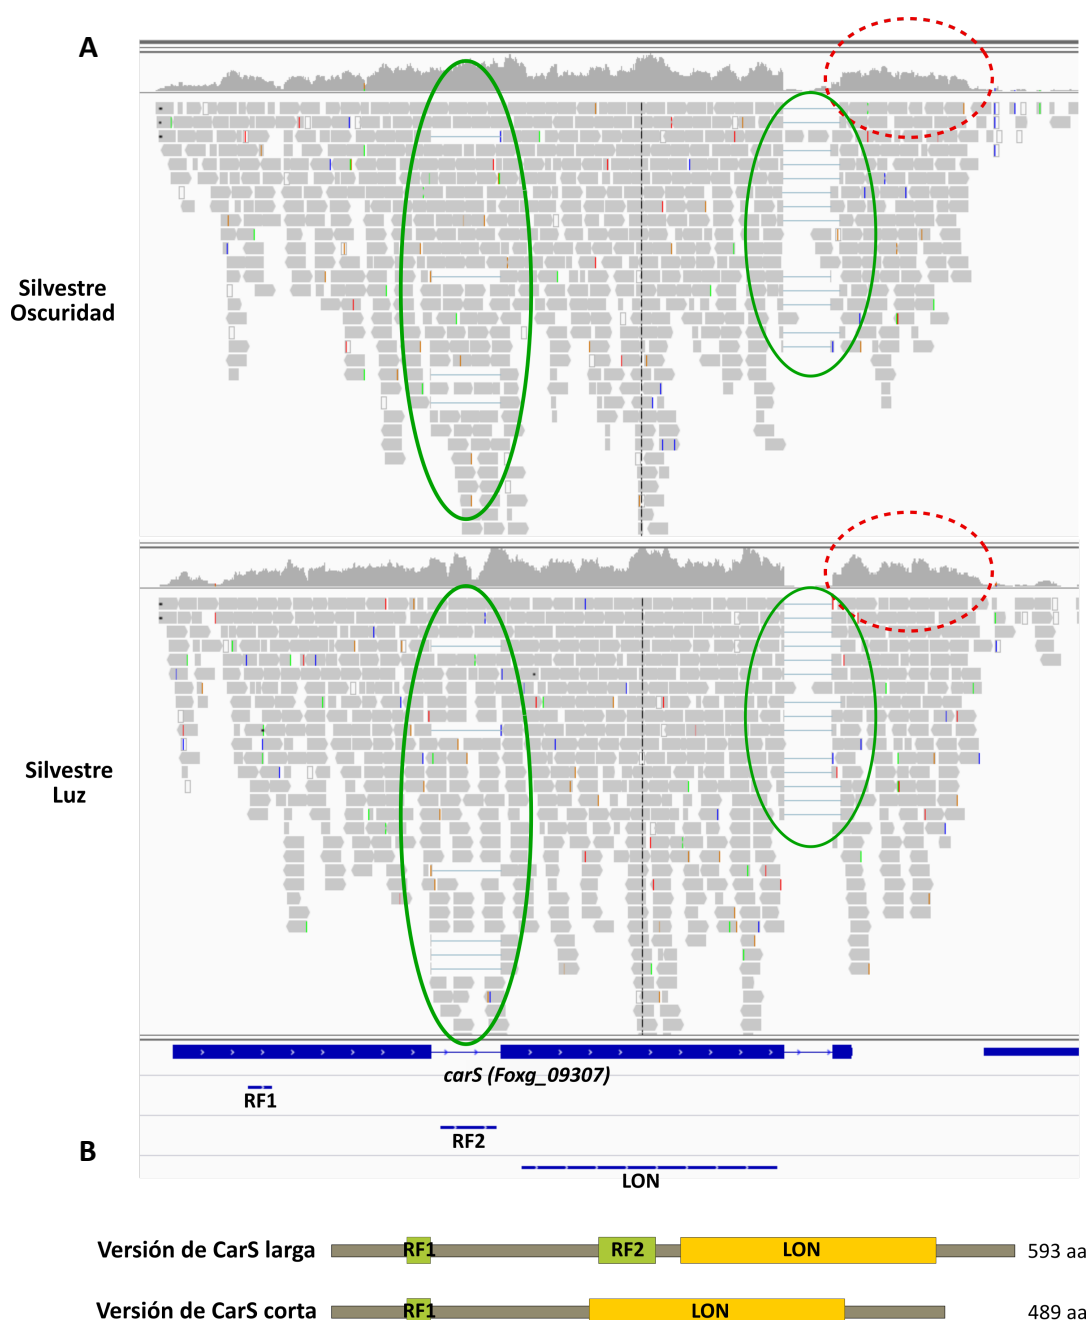 A
Silvestre
Oscuridad
Silvestre
Luz
carS (Foxg_09307)
RF1
RF2
B
LON
Versión de CarS larga RF1 RF2 LON 593 aa
Versión de CarS corta RF1 LON 489 aa